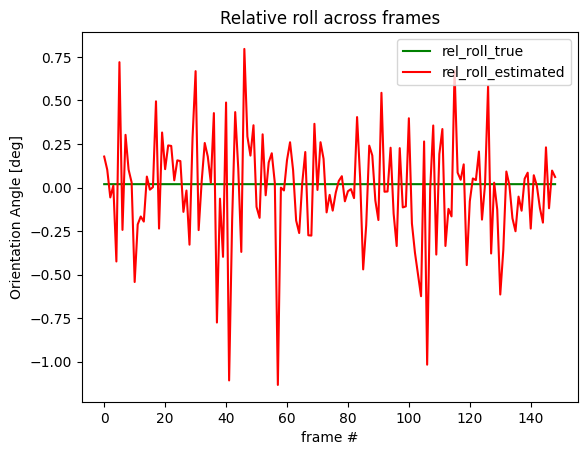 Relative roll across frames
rel_roll_true
rel_roll_estimated
Orientation Angle [deg]
0.75
0.50
0.25
0.00
−0.25
−0.50
−0.75
−1.00
0 20 40 60 80 100 120 140
frame #